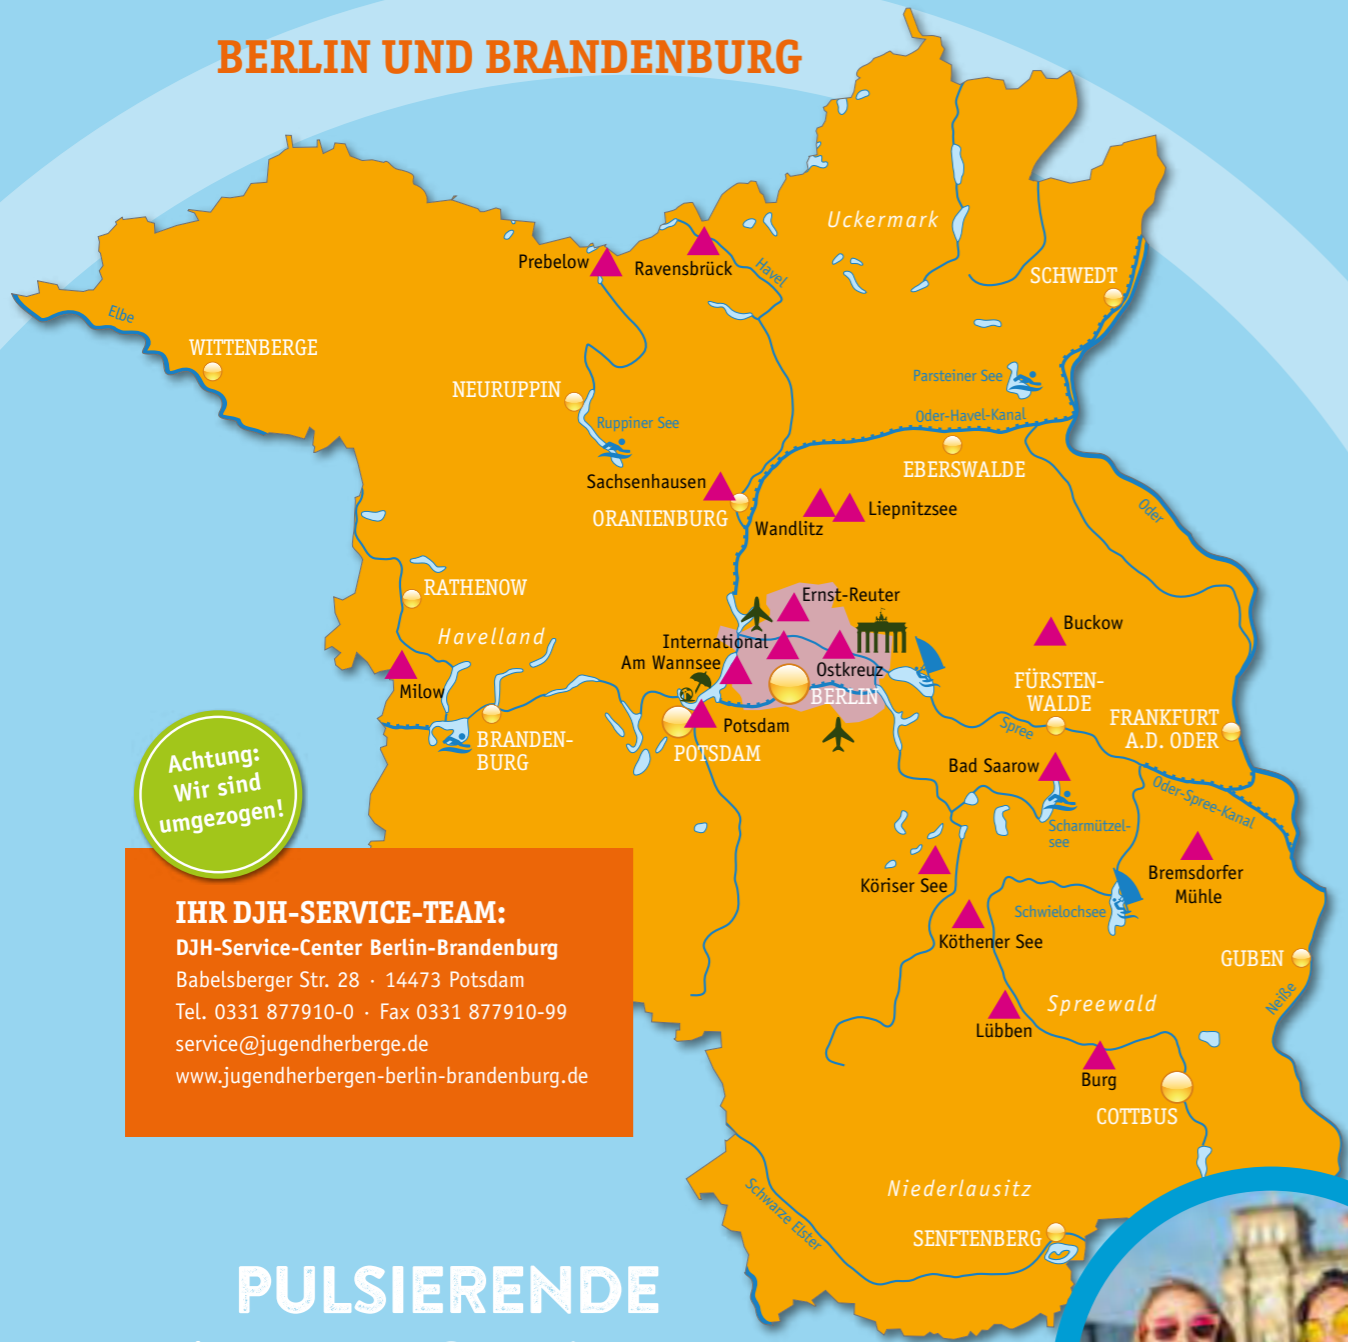 BERLIN UND BRANDENBURG
Uckermark
Prebelow
Ravensbrück
Havel
SCHWEDT
Elbe
WITTENBERGE
Parsteiner See
NEURUPPIN
Oder-Havel-Kanal
Ruppiner See
EBERSWALDE
Sachsenhausen
Liepnitzsee
ORANIENBURG
Wandlitz
Oder
RATHENOW
Ernst-Reuter
Buckow
Havelland
International
Am Wannsee
Ostkreuz
Milow
BERLIN
FÜRSTEN-
WALDE
FRANKFURT
A.D. ODER
Spree
Potsdam
BRANDEN-
BURG
POTSDAM
Bad Saarow
Oder-Spree-Kanal
Scharmützel-
see
Achtung:
Wir sind
umgezogen!
Köriser See
Bremsdorfer
Mühle
Schwielochsee
Köthener See
GUBEN
Neiße
Spreewald
Lübben
Burg
COTTBUS
IHR DJH-SERVICE-TEAM:
DJH-Service-Center Berlin-Brandenburg
Babelsberger Str. 28 · 14473 Potsdam
Tel. 0331 877910-0 · Fax 0331 877910-99
service@jugendherberge.de
www.jugendherbergen-berlin-brandenburg.de
Niederlausitz
Schwarze Elster
SENFTENBERG
PULSIERENDE